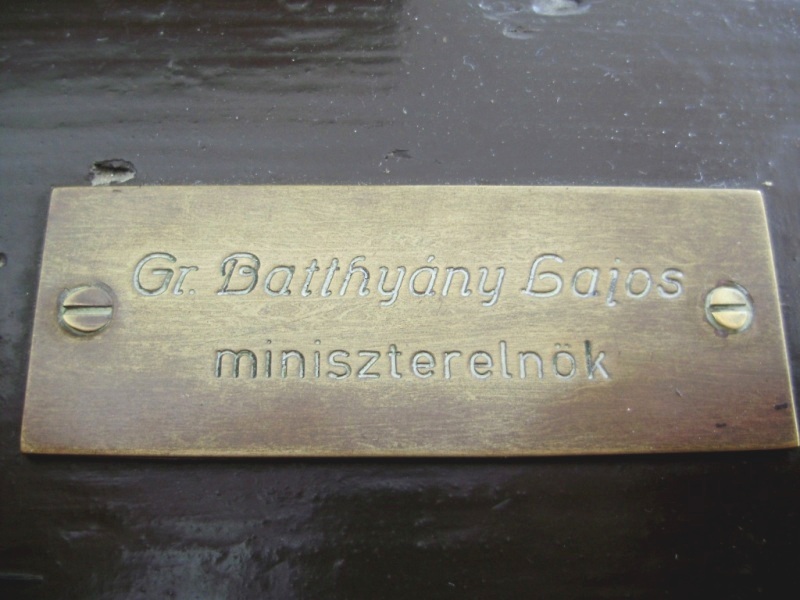 Gr. Batthyány Lajos
miniszterelnök